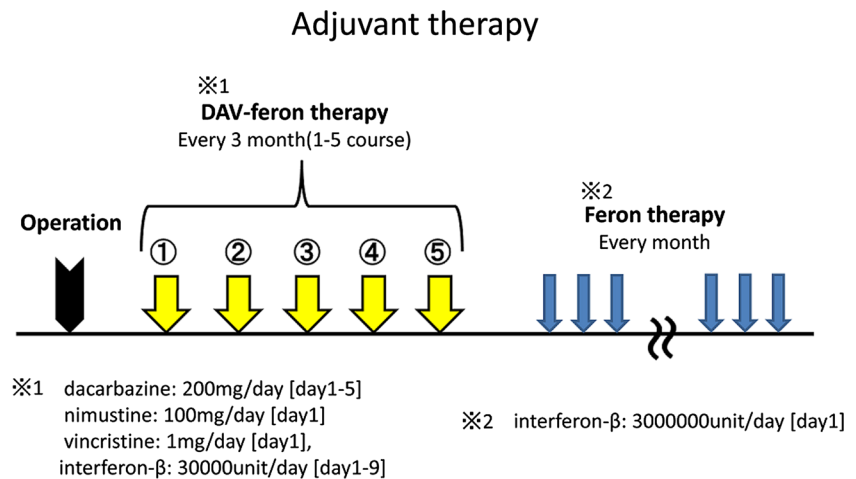 Adjuvant therapy
※1
DAV-feron therapy
Every 3 month(1-5 course)
※2
Feron therapy
Every month
Operation
① ② ③ ④ ⑤
※1 dacarbazine: 200mg/day [day1-5]
nimustine: 100mg/day [day1]
vincristine: 1mg/day [day1],
interferon-β: 30000unit/day [day1-9]
※2 interferon-β: 3000000unit/day [day1]